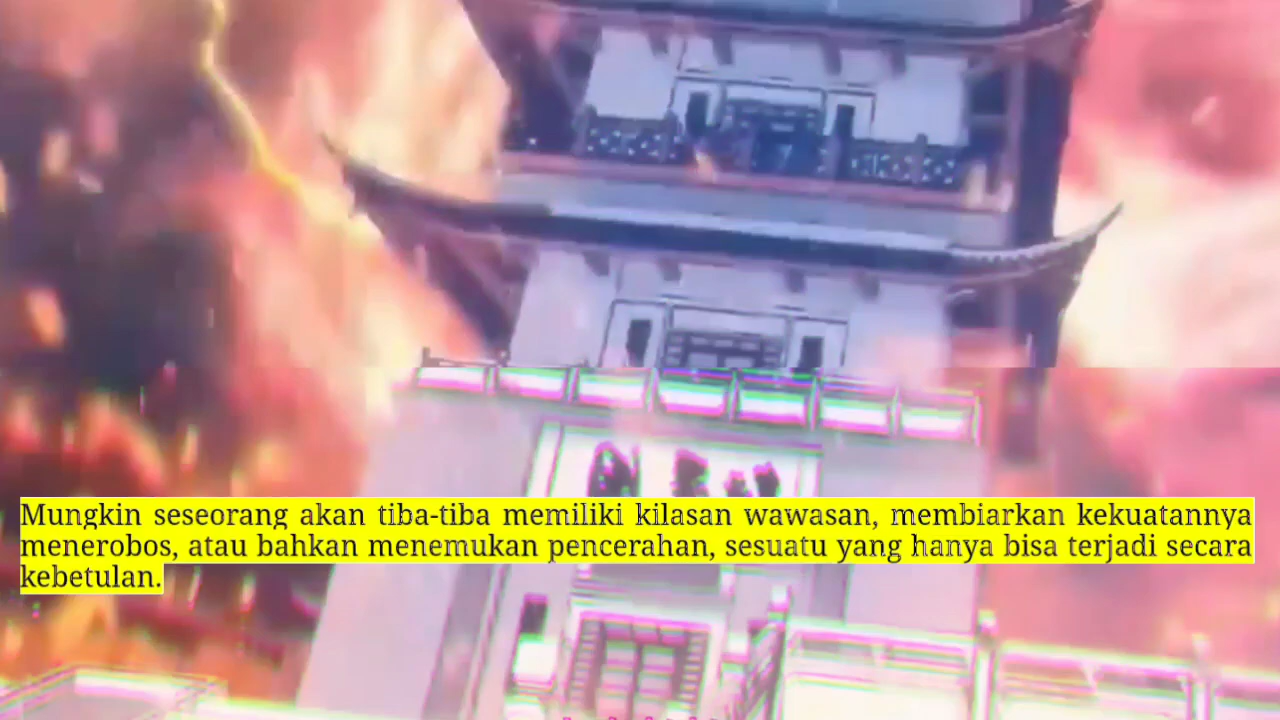 Mungkin seseorang akan tiba-tiba memiliki kilasan wawasan, membiarkan kekuatannya
menerobos, atau bahkan menemukan pencerahan, sesuatu yang hanya bisa terjadi secara
kebetulan.